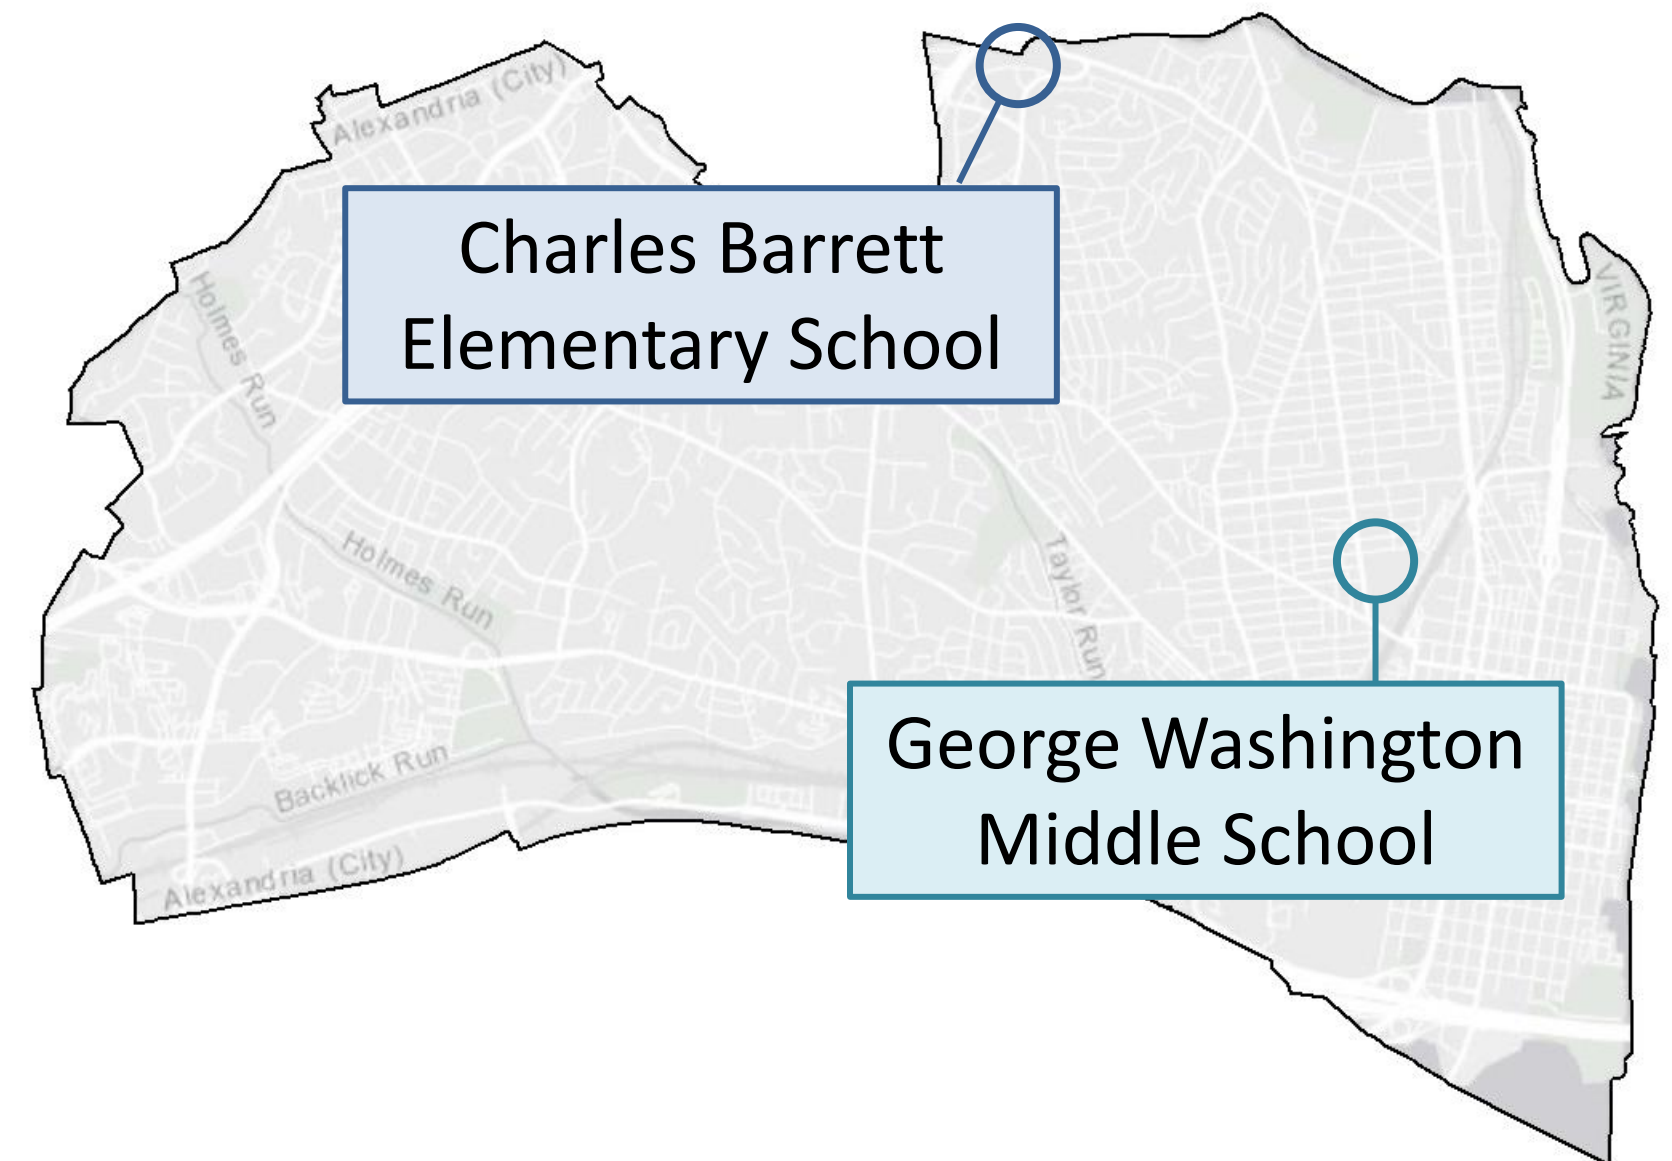 Alexandria (City)
Charles Barrett
Elementary School
Holmes Run
VIRGINIA
Holmes Run
Taylor Run
George Washington
Middle School
Backlick Run
Alexandria (City)